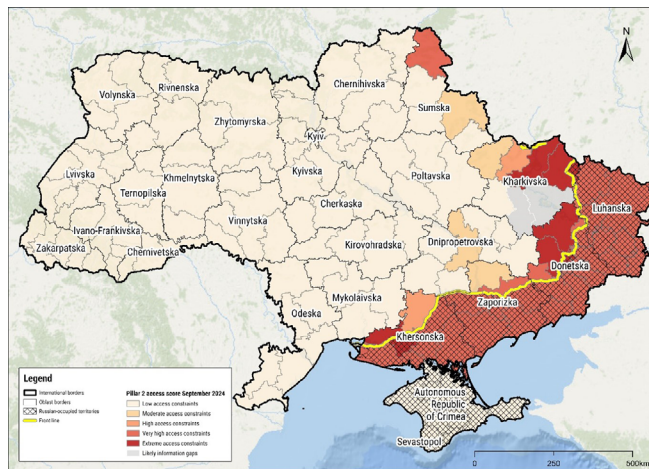 N
Volynska
Rivnenska
Zhytomyrska
Chernihivska
Sumska
Kyiv
Lvivska
Ternopilska
Khmelnytska
Kyivska
Poltavska
Kharkivska
Luhanska
Ivano-Frankivska
Zakarpatska
Chernivetska
Vinnytska
Cherkaska
Kirovohradska
Dnipropetrovska
Donetska
Zaporizka
Mykolaivska
Odeska
Khersonska
Autonomous
Republic
of Crimea
Sevastopol
Legend
International borders
Oblast borders
Russian-occupied territories
Front line
Pillar 2 access score September 2024
Low access constraints
Moderate access constraints
High access constraints
Very high access constraints
Extreme access constraints
Likely information gaps
0 250 500km